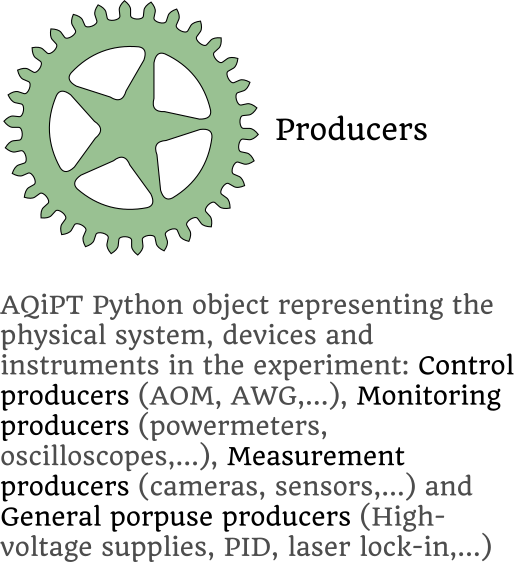 Producers
AQiPT Python object representing the
physical system, devices and
instruments in the experiment: Control
producers (AOM, AWG,...), Monitoring
producers (powermeters,
oscilloscopes,...), Measurement
producers (cameras, sensors,...) and
General porpuse producers (High-
voltage supplies, PID, laser lock-in,...)